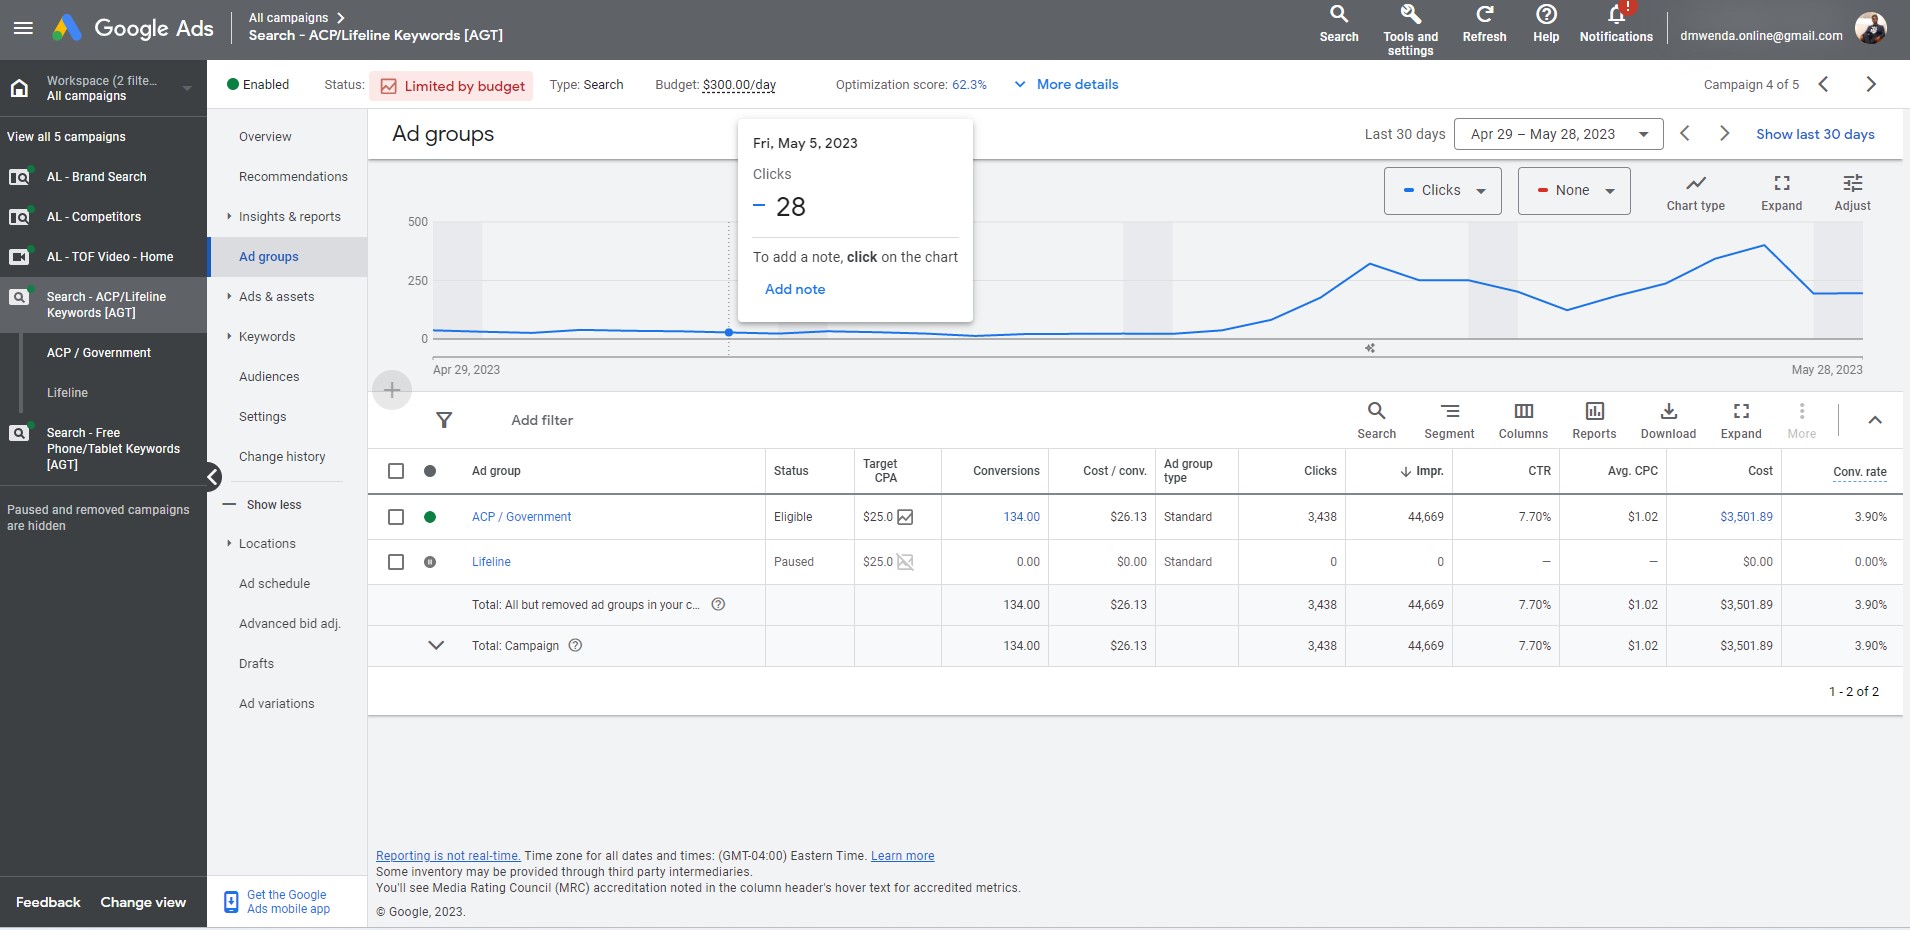 Google Ads
All campaigns
Search - ACP/Lifeline Keywords [AGT]
Search
Tools and
settings
Refresh
Help
!
Notifications
dmwenda.online@gmail.com
Workspace (2 filte...
All campaigns
View all 5 campaigns
AL - Brand Search
AL - Competitors
AL - TOF Video - Home
Search - ACP/Lifeline
Keywords [AGT]
ACP / Government
Lifeline
Search - Free
Phone/Tablet Keywords
[AGT]
Paused and removed campaigns
are hidden
Feedback
Change view
Enabled
Status:
Limited by budget
Type: Search
Budget: $300.00/day
Optimization score: 62.3%
More details
Campaign 4 of 5
Overview
Recommendations
Insights & reports
Ad groups
Ads & assets
Keywords
Audiences
Settings
Change history
Show less
Locations
Ad schedule
Advanced bid adj.
Drafts
Ad variations
Get the Google
Ads mobile app
Ad groups
Last 30 days
Apr 29 – May 28, 2023
Show last 30 days
Fri, May 5, 2023
Clicks
28
To add a note, click on the chart
Add note
Clicks
None
Chart type
Expand
Adjust
500
250
0
Apr 29, 2023
May 28, 2023
Add filter
Search
Segment
Columns
Reports
Download
Expand
More
Ad group Status Target CPA Conversions Cost / conv. Ad group type Clicks Impr. CTR Avg. CPC Cost Conv. rate
ACP / Government Eligible $25.0 134.00 $26.13 Standard 3,438 44,669 7.70% $1.02 $3,501.89 3.90%
Lifeline Paused $25.0 0.00 $0.00 Standard 0 0 — — $0.00 0.00%
Total: All but removed ad groups in your c... 134.00 $26.13 3,438 44,669 7.70% $1.02 $3,501.89 3.90%
Total: Campaign 134.00 $26.13 3,438 44,669 7.70% $1.02 $3,501.89 3.90%
1 - 2 of 2
Reporting is not real-time. Time zone for all dates and times: (GMT-04:00) Eastern Time. Learn more
Some inventory may be provided through third party intermediaries.
You'll see Media Rating Council (MRC) accreditation noted in the column header's hover text for accredited metrics.
© Google, 2023.